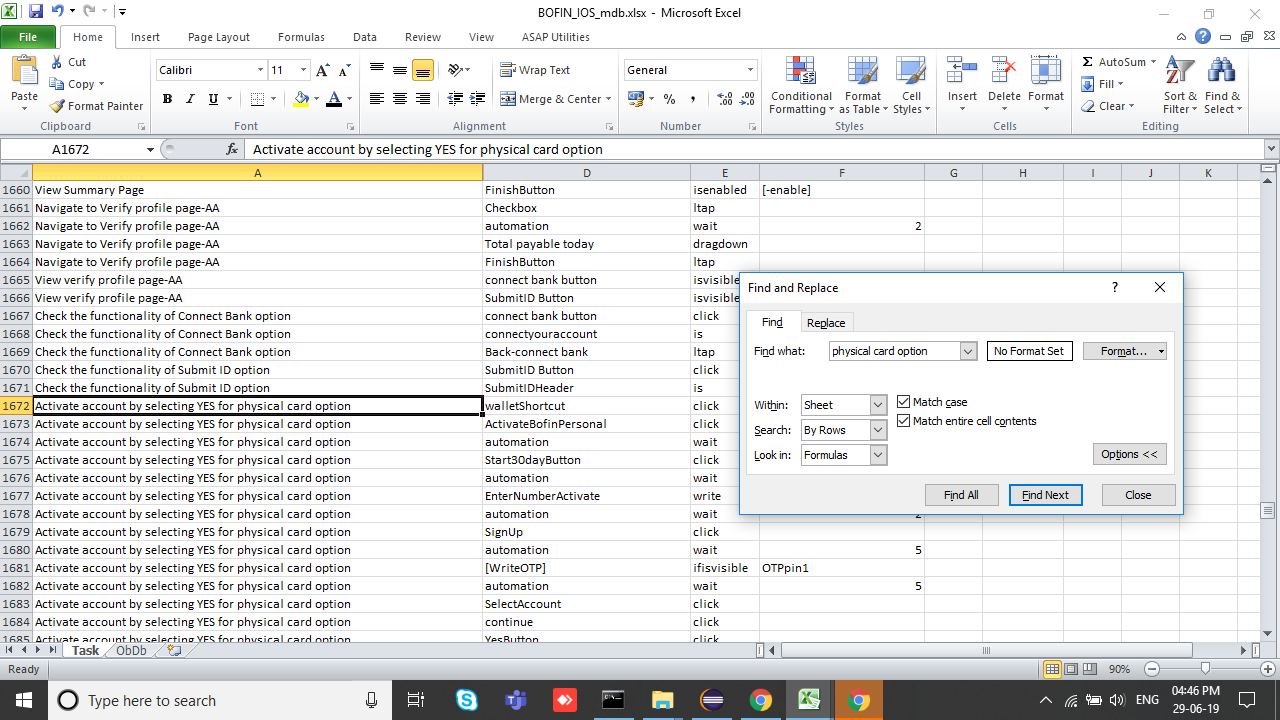 BOFIN_IOS_mdb.xlsx - Microsoft Excel
File Home Insert Page Layout Formulas Data Review View ASAP Utilities
Paste Cut Copy Format Painter Clipboard
Calibri 11 B I U A Font
Wrap Text Merge & Center Alignment
General % , Number
Conditional Formatting Format as Table Cell Styles Styles
Insert Delete Format Cells
Σ AutoSum Fill Clear Sort & Filter Find & Select Editing
A1672 fx Activate account by selecting YES for physical card option
A D E F G H I J K
1660 View Summary Page FinishButton isenabled [-enable]
1661 Navigate to Verify profile page-AA Checkbox ltap
1662 Navigate to Verify profile page-AA automation wait 2
1663 Navigate to Verify profile page-AA Total payable today dragdown
1664 Navigate to Verify profile page-AA FinishButton ltap
1665 View verify profile page-AA connect bank button isvisible
1666 View verify profile page-AA SubmitID Button isvisible
1667 Check the functionality of Connect Bank option connect bank button click
1668 Check the functionality of Connect Bank option connectyouraccount is
1669 Check the functionality of Connect Bank option Back-connect bank ltap
1670 Check the functionality of Submit ID option SubmitID Button click
1671 Check the functionality of Submit ID option SubmitIDHeader is
1672 Activate account by selecting YES for physical card option walletShortcut click
1673 Activate account by selecting YES for physical card option ActivateBofinPersonal click
1674 Activate account by selecting YES for physical card option automation wait
1675 Activate account by selecting YES for physical card option Start30dayButton click
1676 Activate account by selecting YES for physical card option automation wait
1677 Activate account by selecting YES for physical card option EnterNumberActivate write
1678 Activate account by selecting YES for physical card option automation wait 2
1679 Activate account by selecting YES for physical card option SignUp click
1680 Activate account by selecting YES for physical card option automation wait 5
1681 Activate account by selecting YES for physical card option [WriteOTP] ifisvisible OTPpin1
1682 Activate account by selecting YES for physical card option automation wait 5
1683 Activate account by selecting YES for physical card option SelectAccount click
1684 Activate account by selecting YES for physical card option continue click
1685 Activate account by selecting YES for physical card option YesButton click
Find and Replace ?
Find Replace
Find what: physical card option No Format Set Format...
Within: Sheet Match case
Search: By Rows Match entire cell contents
Look in: Formulas Options <<
Find All Find Next Close
Task ObDb
Ready 90%
Type here to search ENG 04:46 PM
29-06-19